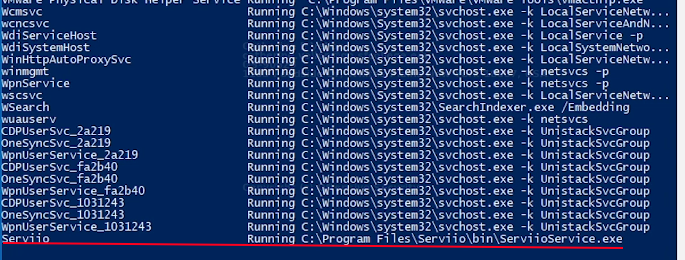 VMware Physical Disk Helper Service Running "C:\Program Files\VMware\VMware Tools\vmacthlp.exe"
Wcmsvc Running C:\Windows\system32\svchost.exe -k LocalServiceNetw...
wcncsvc Running C:\Windows\System32\svchost.exe -k LocalServiceAndN...
WdiServiceHost Running C:\Windows\System32\svchost.exe -k LocalService -p
WdiSystemHost Running C:\Windows\System32\svchost.exe -k LocalSystemNetwo...
WinHttpAutoProxySvc Running C:\Windows\system32\svchost.exe -k LocalServiceNetw...
winmgmt Running C:\Windows\system32\svchost.exe -k netsvcs -p
WpnService Running C:\Windows\system32\svchost.exe -k netsvcs -p
wscsvc Running C:\Windows\System32\svchost.exe -k LocalServiceNetw...
WSearch Running C:\Windows\system32\SearchIndexer.exe /Embedding
wuauserv Running C:\Windows\system32\svchost.exe -k netsvcs
CDPUserSvc_2a219 Running C:\Windows\system32\svchost.exe -k UnistackSvcGroup
OneSyncSvc_2a219 Running C:\Windows\system32\svchost.exe -k UnistackSvcGroup
WpnUserService_2a219 Running C:\Windows\system32\svchost.exe -k UnistackSvcGroup
CDPUserSvc_fa2b40 Running C:\Windows\system32\svchost.exe -k UnistackSvcGroup
OneSyncSvc_fa2b40 Running C:\Windows\system32\svchost.exe -k UnistackSvcGroup
WpnUserService_fa2b40 Running C:\Windows\system32\svchost.exe -k UnistackSvcGroup
CDPUserSvc_1031243 Running C:\Windows\system32\svchost.exe -k UnistackSvcGroup
OneSyncSvc_1031243 Running C:\Windows\system32\svchost.exe -k UnistackSvcGroup
WpnUserService_1031243 Running C:\Windows\system32\svchost.exe -k UnistackSvcGroup
Serviio Running C:\Program Files\Serviio\bin\ServiioService.exe